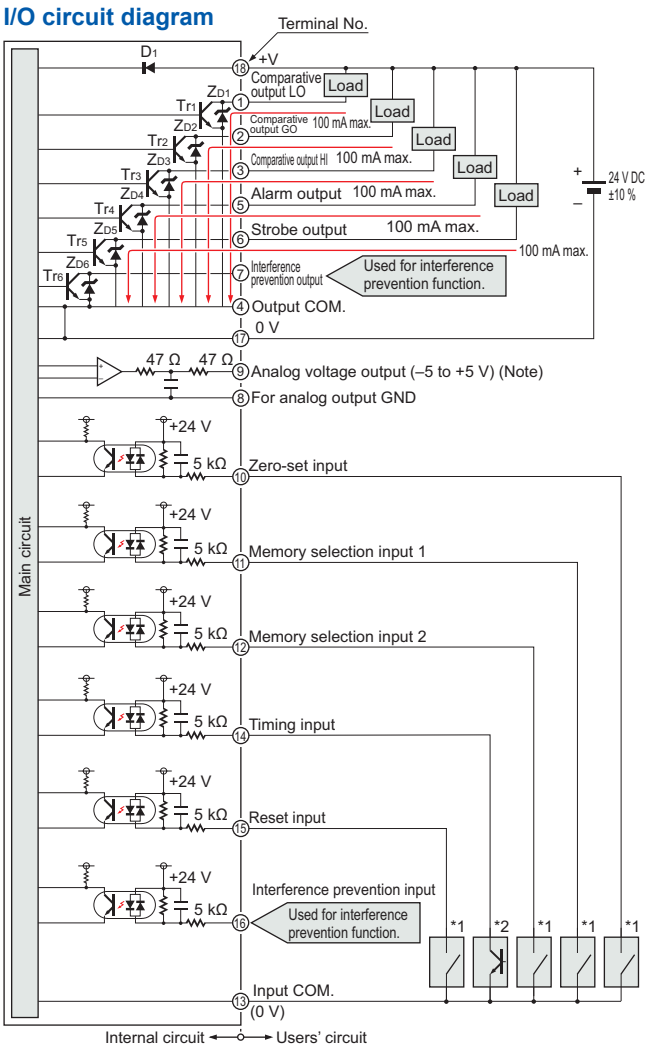 I/O circuit diagram
Terminal No.
D1
18 +V
Comparative output LO
ZD1
1
Load
Tr1
Comparative output GO
100 mA max.
ZD2
2
Load
Tr2
Comparative output HI
100 mA max.
ZD3
3
Load
Tr3
Alarm output
100 mA max.
ZD4
5
Load
Tr4
Strobe output
100 mA max.
ZD5
6
Load
Tr5
100 mA max.
ZD6
7
Interference prevention output
Used for interference prevention function.
Tr6
+
–
24 V DC
±10 %
4 Output COM.
0 V
17
+
–
47 Ω
47 Ω
9 Analog voltage output (–5 to +5 V) (Note)
8 For analog output GND
+24 V
5 kΩ
10 Zero-set input
+24 V
5 kΩ
11 Memory selection input 1
+24 V
5 kΩ
12 Memory selection input 2
+24 V
5 kΩ
14 Timing input
+24 V
5 kΩ
15 Reset input
+24 V
5 kΩ
16
Interference prevention input
Used for interference prevention function.
*1
*2
*1
*1
*1
13 Input COM.
(0 V)
Main circuit
Internal circuit
Users' circuit